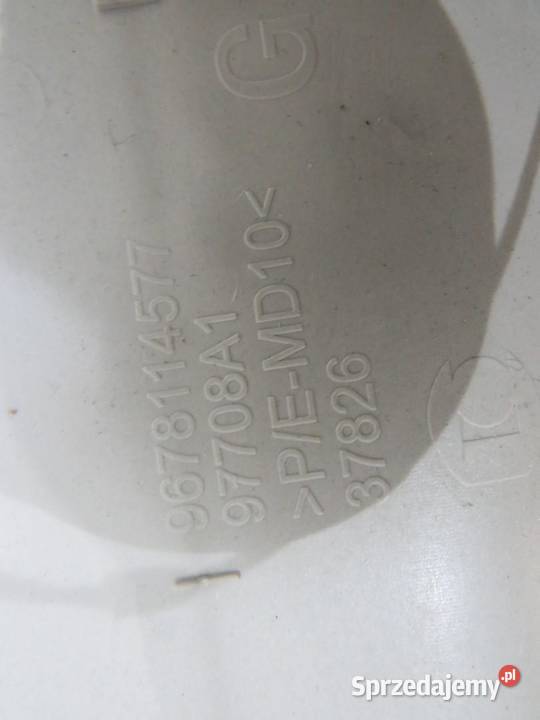 G
9678114577
97708A1
>P/E-MD10<
37826
Sprzedajemy.pl